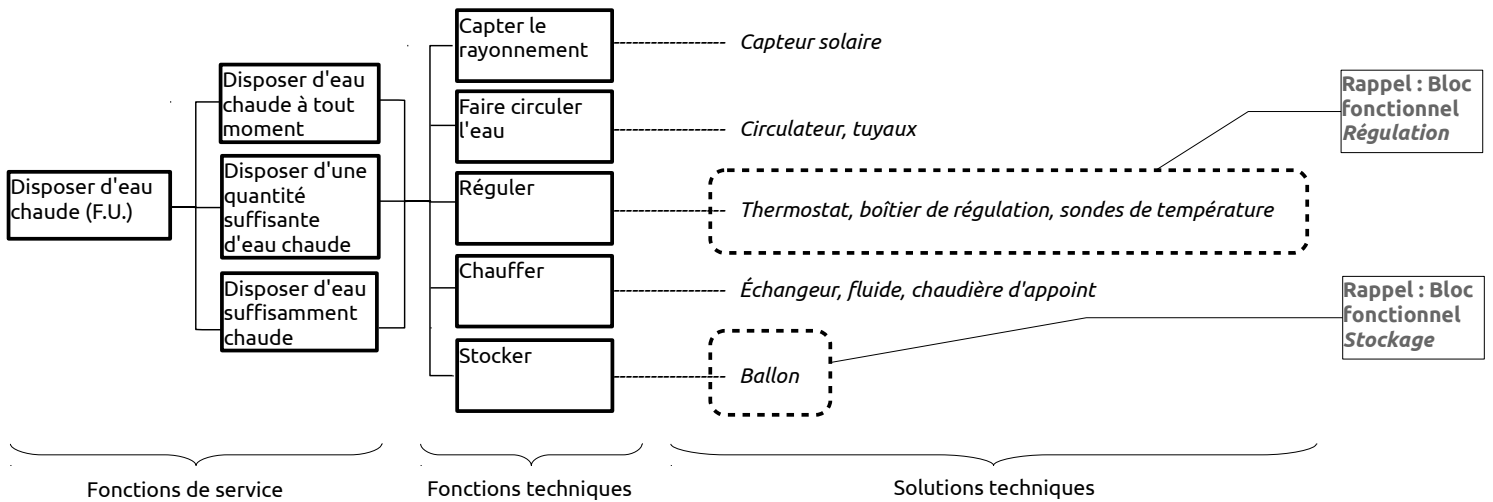 Disposer d'eau
chaude (F.U.)
Disposer d'eau
chaude à tout
moment
Disposer d'une
quantité
suffisante
d'eau chaude
Disposer d'eau
suffisamment
chaude
Capter le
rayonnement
Faire circuler
l'eau
Réguler
Chauffer
Stocker
Capteur solaire
Circulateur, tuyaux
Thermostat, boîtier de régulation, sondes de température
Échangeur, fluide, chaudière d'appoint
Ballon
Rappel : Bloc
fonctionnel
Régulation
Rappel : Bloc
fonctionnel
Stockage
Fonctions de service
Fonctions techniques
Solutions techniques